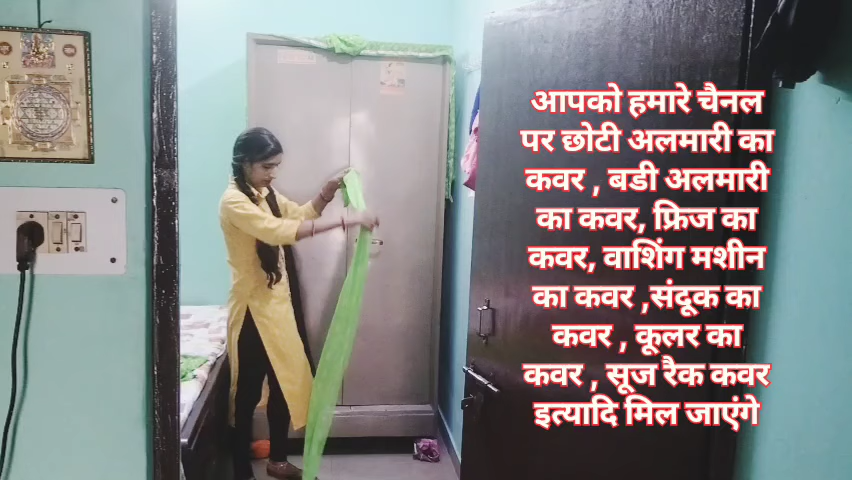 आपको हमारे चैनल
पर छोटी अलमारी का
कवर , बडी अलमारी
का कवर, फ्रिज का
कवर, वाशिंग मशीन
का कवर ,संदूक का
कवर , कूलर का
कवर , सूज रैक कवर
इत्यादि मिल जाएंगे